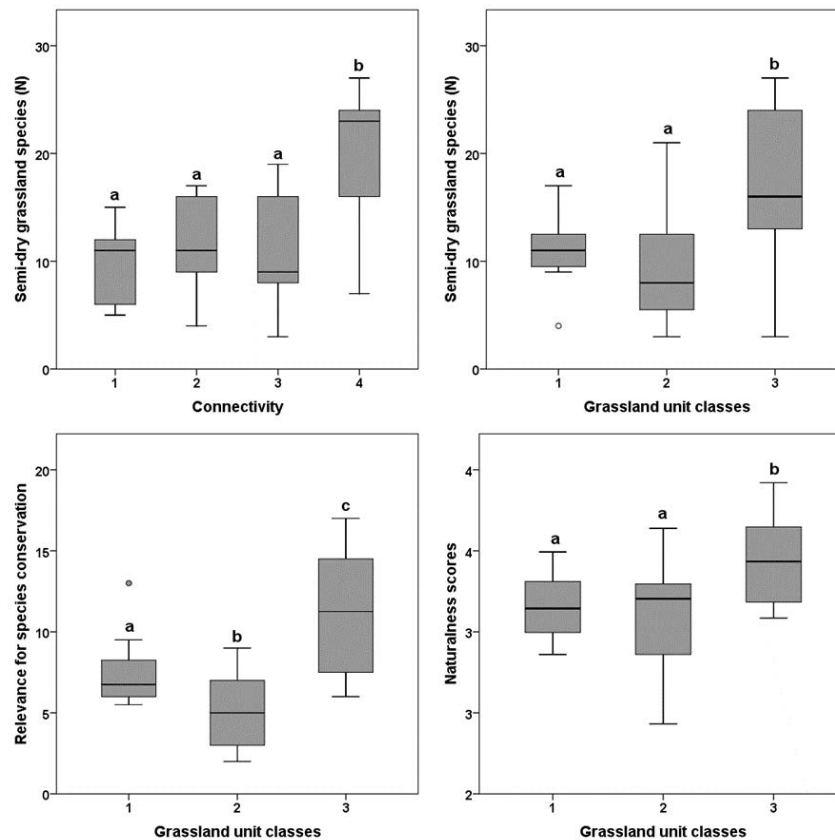 Semi-dry grassland species (N)
30
20
10
0
a
a
a
b
1 2 3 4
Connectivity
Semi-dry grassland species (N)
30
20
10
0
a
a
b
1 2 3
Grassland unit classes
Relevance for species conservation
20
15
10
5
0
a
b
c
1 2 3
Grassland unit classes
Naturalness scores
4
4
3
3
2
a
a
b
1 2 3
Grassland unit classes